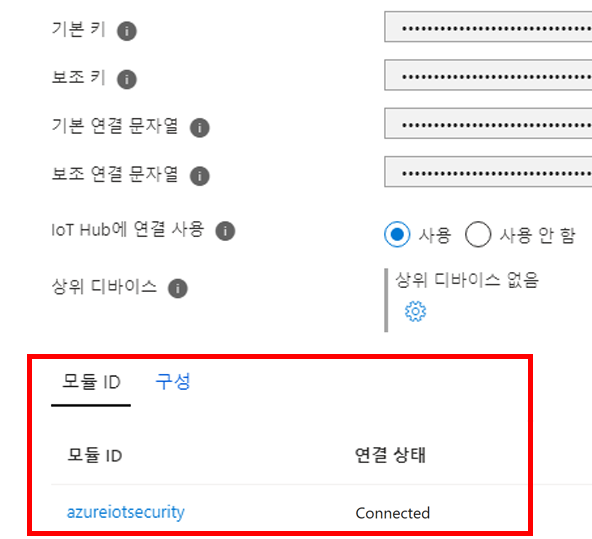 기본 키
보조 키
기본 연결 문자열
보조 연결 문자열
IoT Hub에 연결 사용 사용 사용 안 함
상위 디바이스 상위 디바이스 없음
모듈 ID 구성
모듈 ID 연결 상태
azureiotsecurity Connected